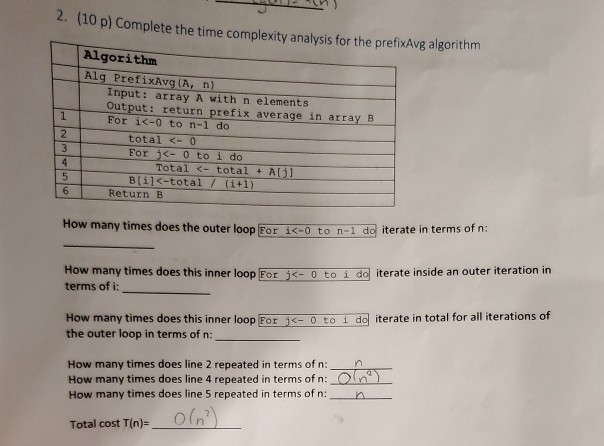 2. (10 p) Complete the time complexity analysis for the prefixAvg algorithm
Algorithm
Alg PrefixAvg(A, n)
Input: array A with n elements
Output: return prefix average in array B
1 For i<-0 to n-1 do
2 total <- 0
3 For j<- 0 to i do
4 Total <- total + A[j]
5 B[i]<-total / (i+1)
6 Return B
How many times does the outer loop For i<-0 to n-1 do iterate in terms of n:
How many times does this inner loop For j<- 0 to i do iterate inside an outer iteration in
terms of i:
How many times does this inner loop For j<- 0 to i do iterate in total for all iterations of
the outer loop in terms of n:
How many times does line 2 repeated in terms of n: n
How many times does line 4 repeated in terms of n: O(n²)
How many times does line 5 repeated in terms of n: n
Total cost T(n)= O(n²)